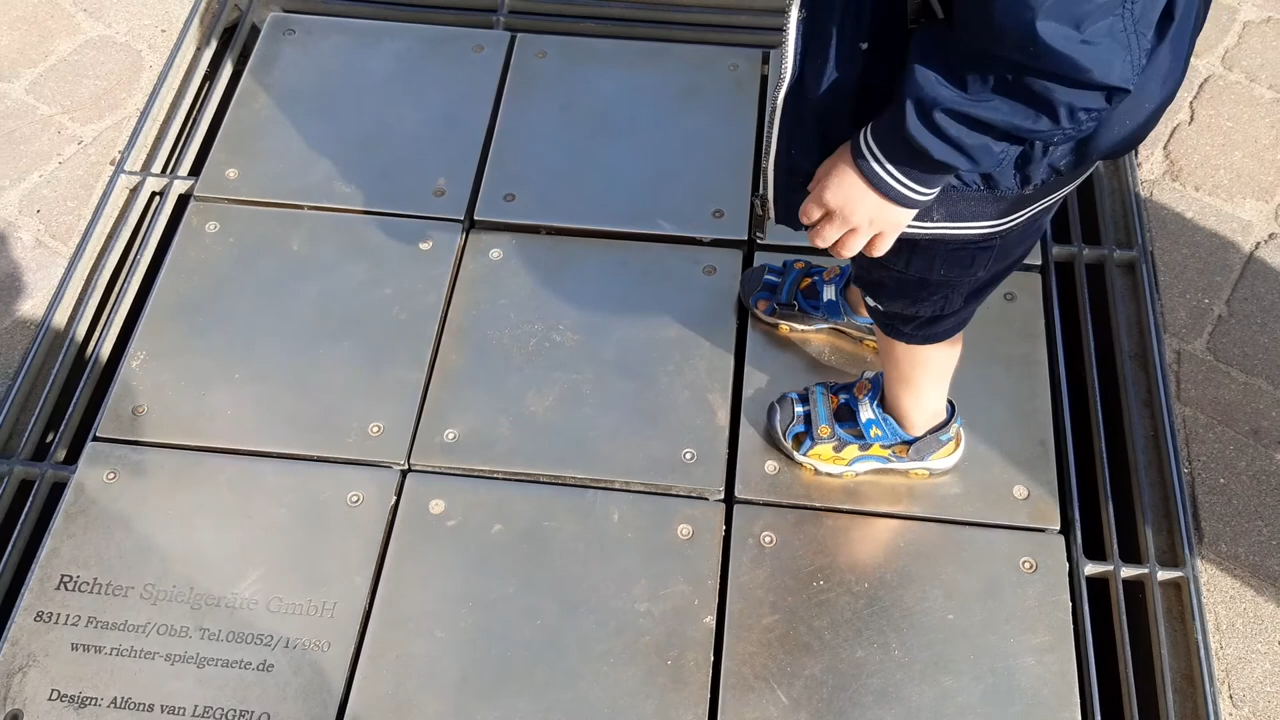 Richter Spielgeräte GmbH
83112 Frasdorf/ObB. Tel.08052/17980
www.richter-spielgeraete.de
Design: Alfons van LEGGELO